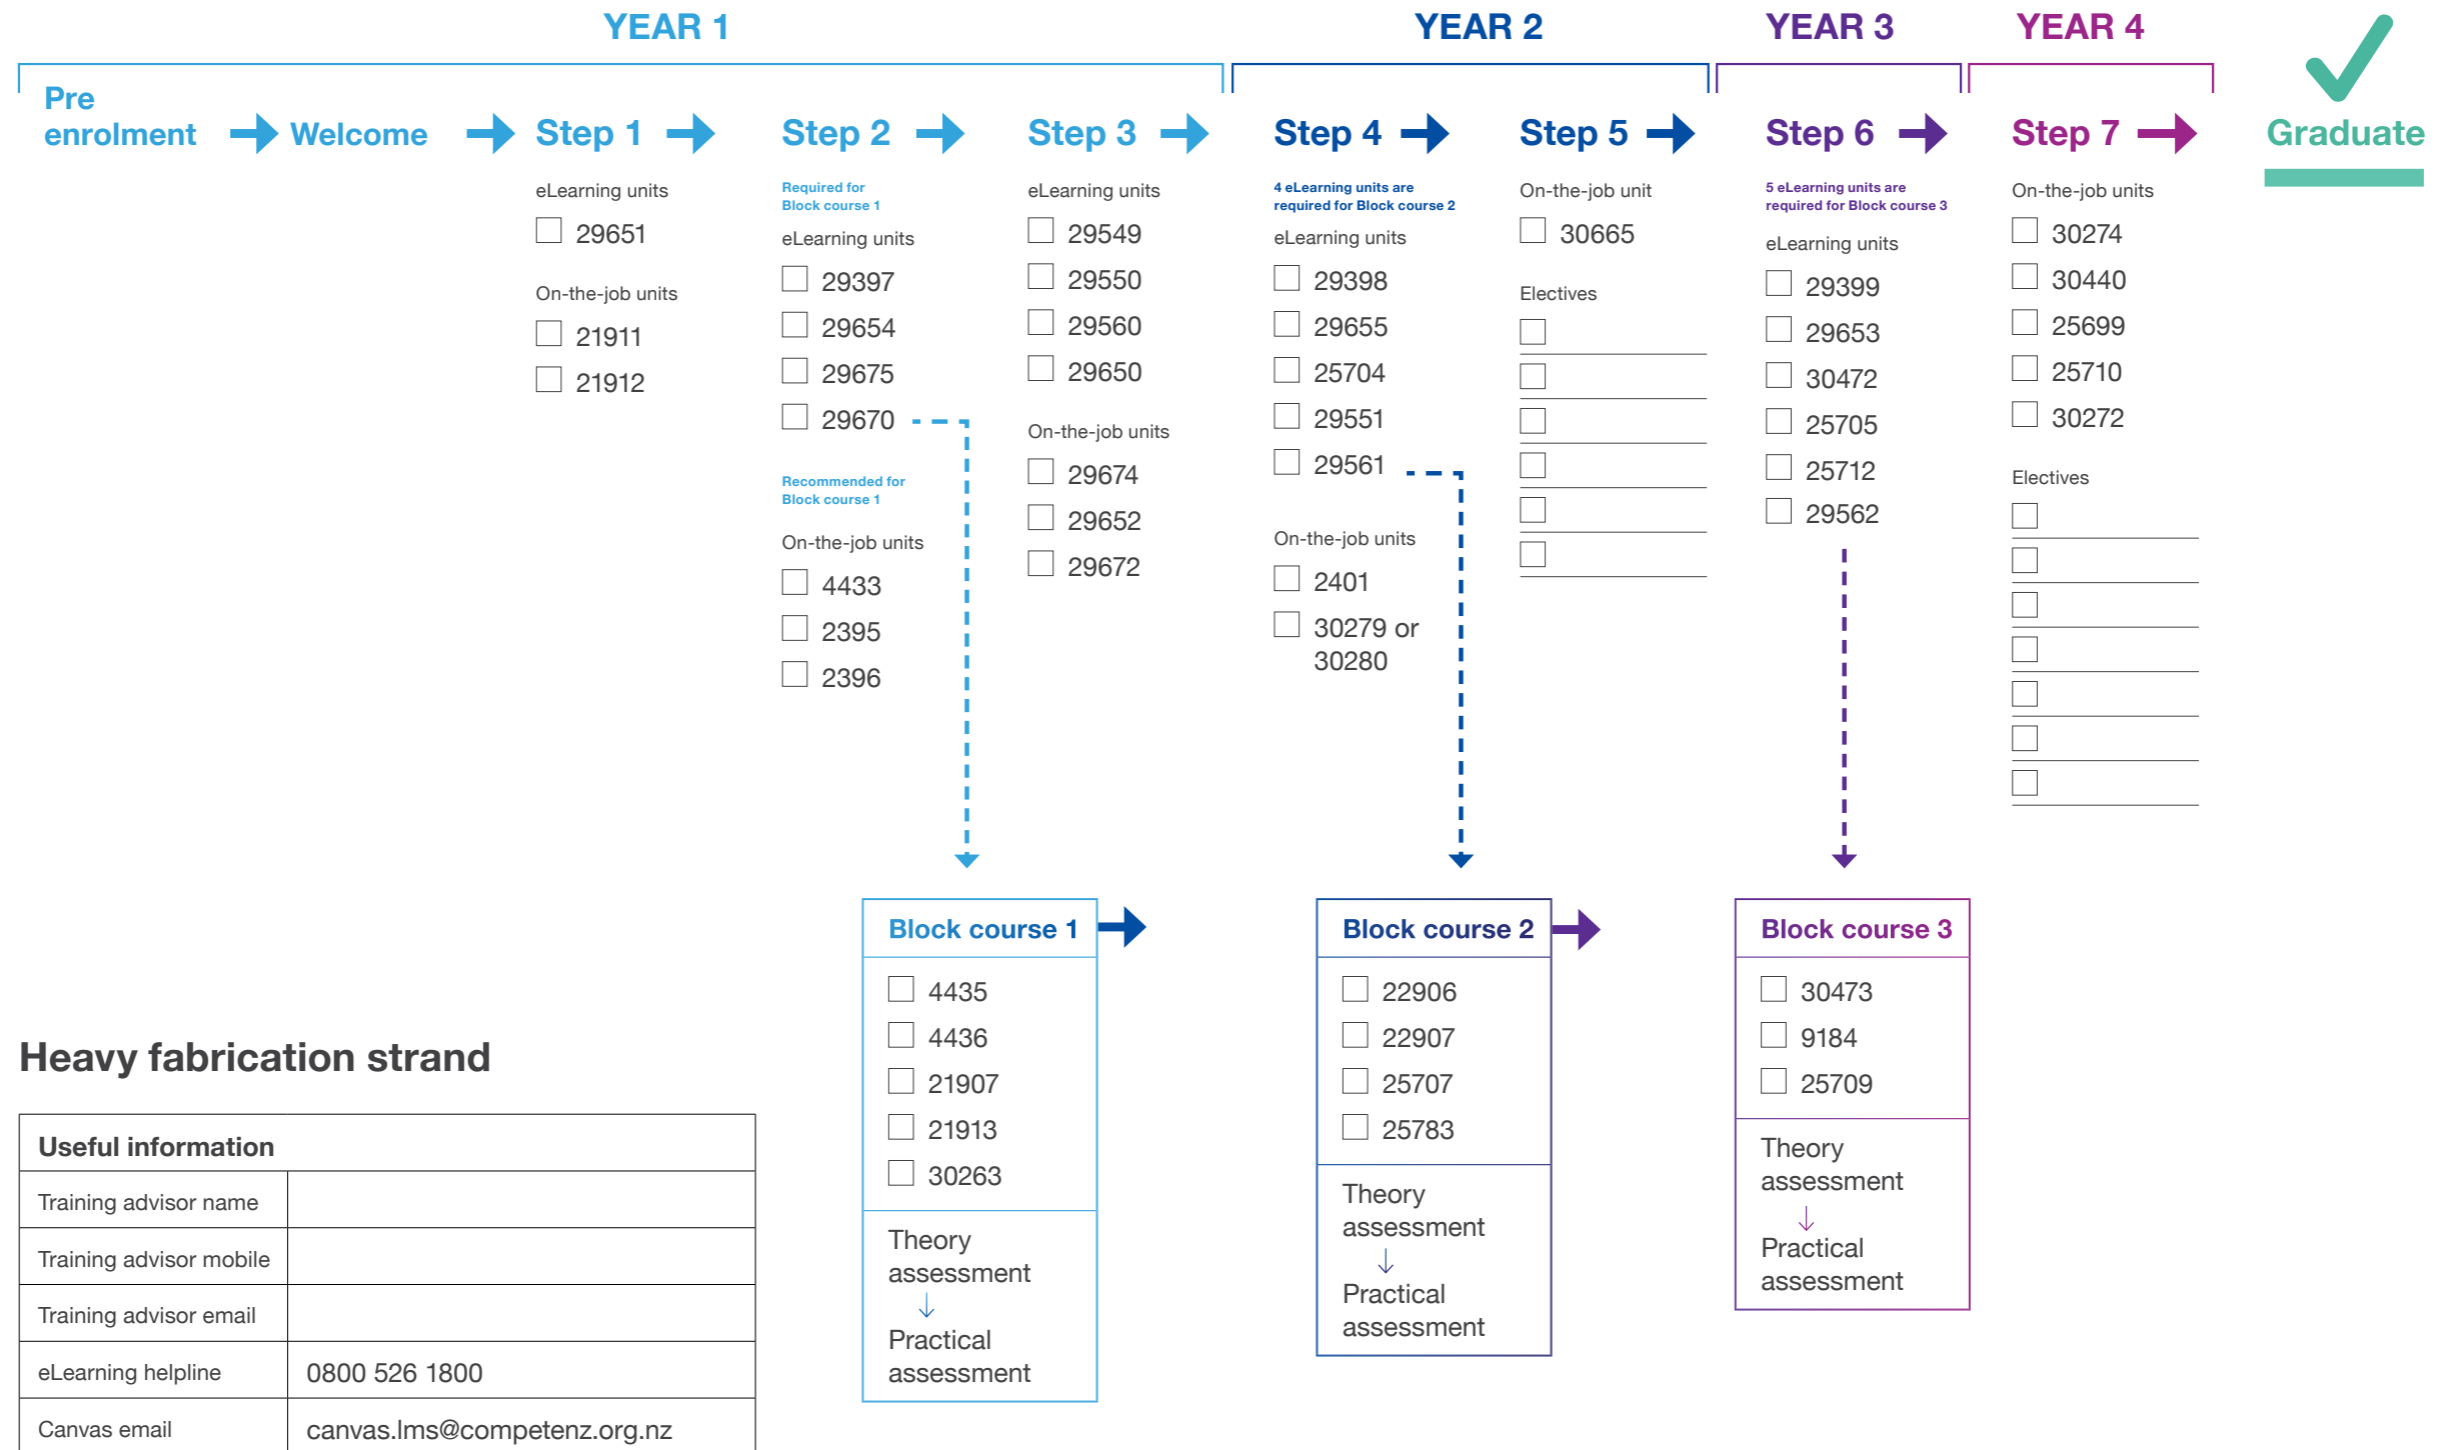 YEAR 1
YEAR 2
YEAR 3
YEAR 4
Pre
enrolment
Welcome
Step 1
eLearning units
29651
On-the-job units
21911
21912
Step 2
Required for
Block course 1
eLearning units
29397
29654
29675
29670
Recommended for
Block course 1
On-the-job units
4433
2395
2396
Step 3
eLearning units
29549
29550
29560
29650
On-the-job units
29674
29652
29672
Step 4
4 eLearning units are
required for Block course 2
eLearning units
29398
29655
25704
29551
29561
On-the-job units
2401
30279 or
30280
Step 5
On-the-job unit
30665
Electives
Step 6
5 eLearning units are
required for Block course 3
eLearning units
29399
29653
30472
25705
25712
29562
Step 7
On-the-job units
30274
30440
25699
25710
30272
Electives
Graduate
Block course 1
4435
4436
21907
21913
30263
Theory
assessment
Practical
assessment
Block course 2
22906
22907
25707
25783
Theory
assessment
Practical
assessment
Block course 3
30473
9184
25709
Theory
assessment
Practical
assessment
Heavy fabrication strand
Useful information
Training advisor name
Training advisor mobile
Training advisor email
eLearning helpline 0800 526 1800
Canvas email canvas.lms@competenz.org.nz